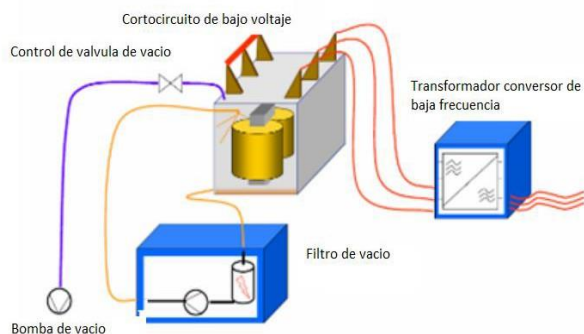 Cortocircuito de bajo voltaje
Control de valvula de vacio
Transformador conversor de
baja frecuencia
Filtro de vacio
Bomba de vacio